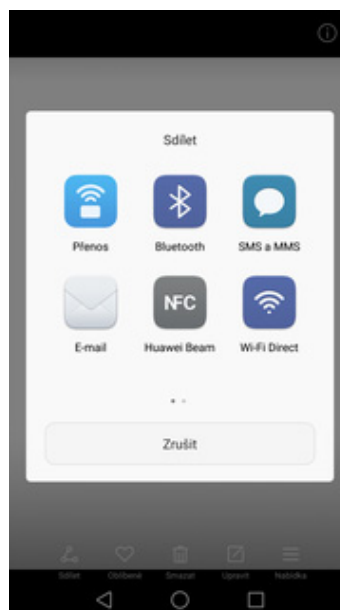 Sdílet
Přenos Bluetooth SMS a MMS
NFC
E-mail Huawei Beam Wi-Fi Direct
Zrušit
Sdílet Oblíbené Smazat Upravit Nabídka